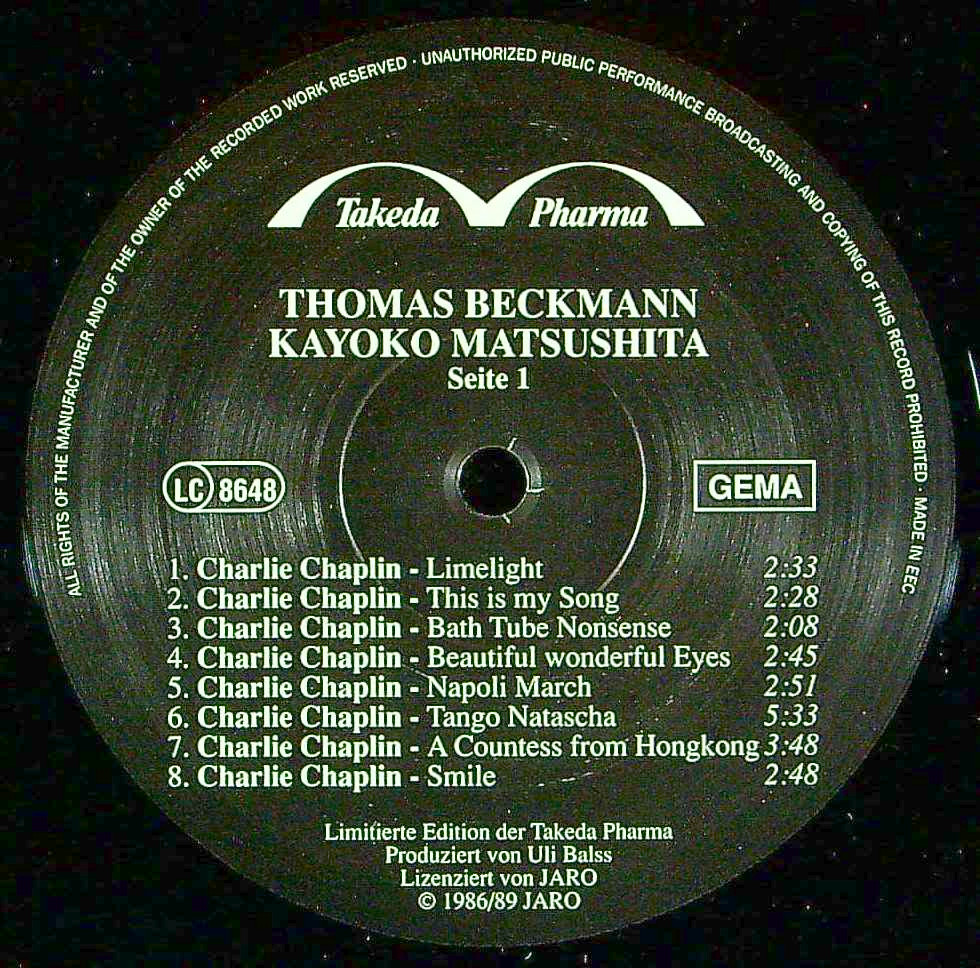 ALL RIGHTS OF THE MANUFACTURER AND OF THE OWNER OF THE RECORDED WORK RESERVED · UNAUTHORIZED PUBLIC PERFORMANCE BROADCASTING AND COPYING OF THIS RECORD PROHIBITED · MADE IN EEC
Takeda Pharma
THOMAS BECKMANN
KAYOKO MATSUSHITA
Seite 1
LC 8648
GEMA
1. Charlie Chaplin - Limelight 2:33
2. Charlie Chaplin - This is my Song 2:28
3. Charlie Chaplin - Bath Tube Nonsense 2:08
4. Charlie Chaplin - Beautiful wonderful Eyes 2:45
5. Charlie Chaplin - Napoli March 2:51
6. Charlie Chaplin - Tango Natascha 5:33
7. Charlie Chaplin - A Countess from Hongkong 3:48
8. Charlie Chaplin - Smile 2:48
Limitierte Edition der Takeda Pharma
Produziert von Uli Balss
Lizenziert von JARO
© 1986/89 JARO